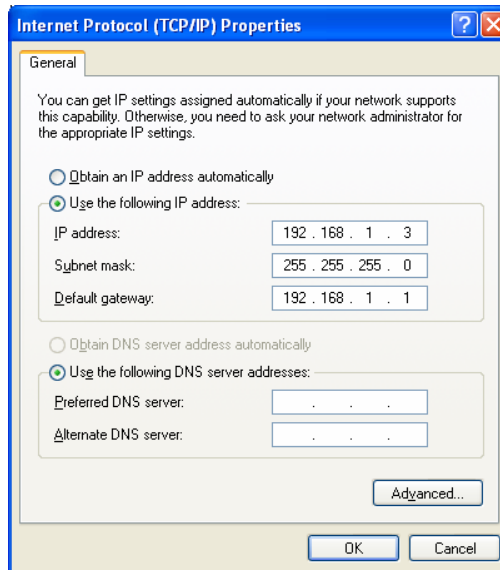 Internet Protocol (TCP/IP) Properties
General
You can get IP settings assigned automatically if your network supports
this capability. Otherwise, you need to ask your network administrator for
the appropriate IP settings.
Obtain an IP address automatically
Use the following IP address:
IP address: 192 . 168 . 1 . 3
Subnet mask: 255 . 255 . 255 . 0
Default gateway: 192 . 168 . 1 . 1
Obtain DNS server address automatically
Use the following DNS server addresses:
Preferred DNS server: . . .
Alternate DNS server: . . .
Advanced...
OK Cancel